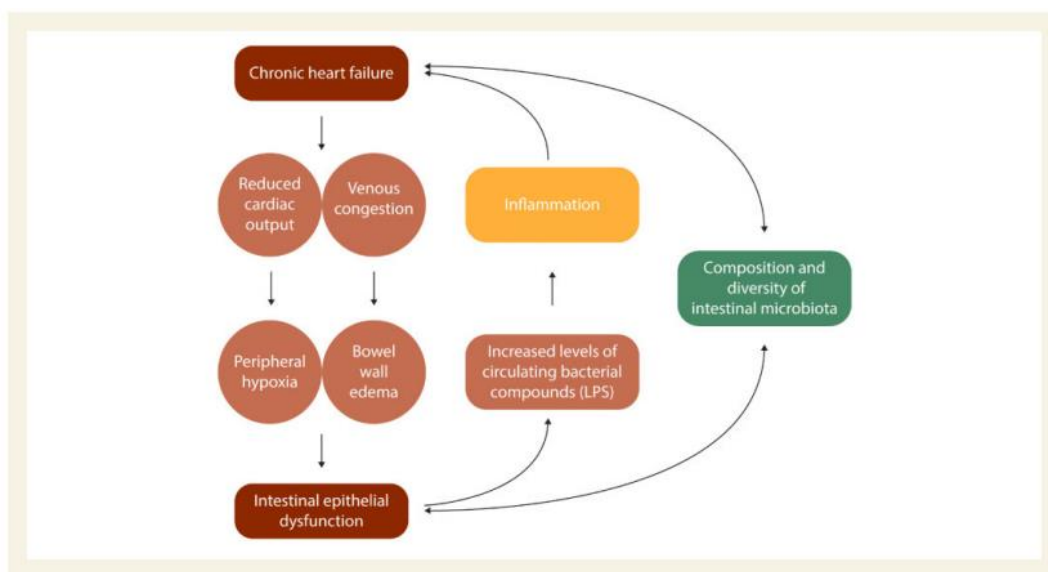 Chronic heart failure
Reduced
cardiac
output
Venous
congestion
Inflammation
Composition and
diversity of
intestinal microbiota
Peripheral
hypoxia
Bowel
wall
edema
Increased levels of
circulating bacterial
compounds (LPS)
Intestinal epithelial
dysfunction